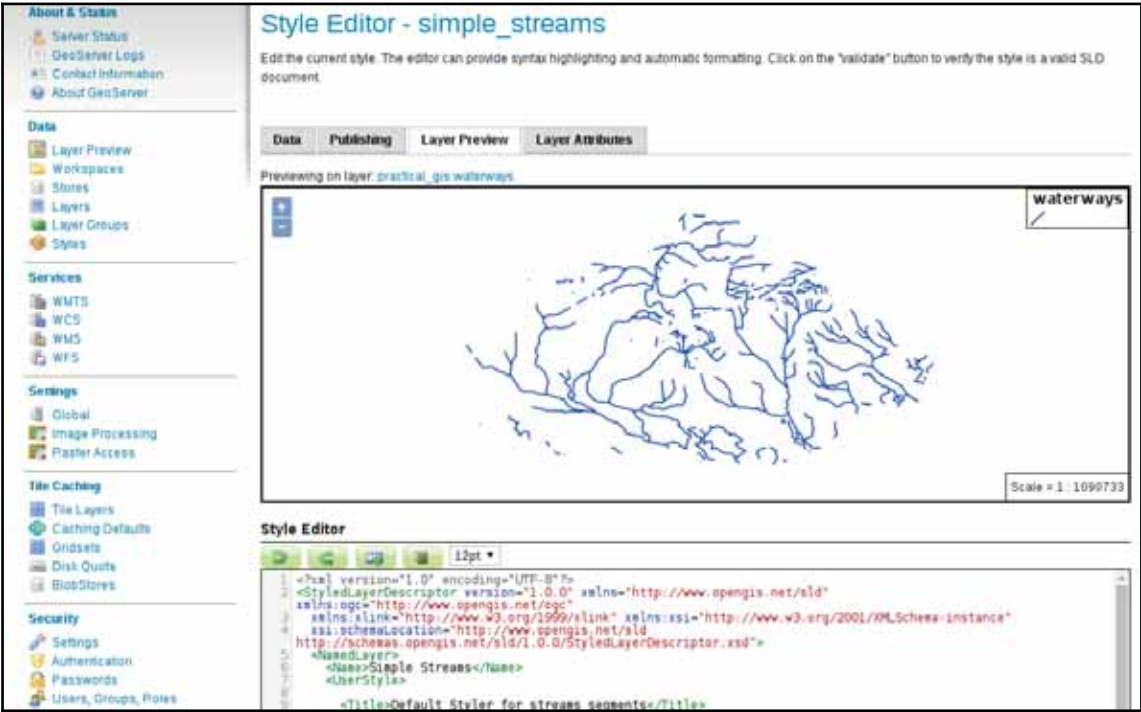 About & Status
Server Status
GeoServer Logs
Contact Information
About GeoServer
Data
Layer Preview
Workspaces
Stores
Layers
Layer Groups
Styles
Services
WMTS
WCS
WMS
WFS
Settings
Global
Image Processing
Raster Access
Tile Caching
Tile Layers
Caching Defaults
Gridsets
Disk Quota
BlobStores
Security
Settings
Authentication
Passwords
Users, Groups, Roles
Style Editor - simple_streams
Edit the current style. The editor can provide syntax highlighting and automatic formatting. Click on the "validate" button to verify the style is a valid SLD
document.
Data Publishing Layer Preview Layer Attributes
Previewing on layer: practical_gis:waterways
+
-
waterways
Scale = 1 : 1090733
Style Editor
12pt
1 <?xml version="1.0" encoding="UTF-8"?>
2 <StyledLayerDescriptor version="1.0.0" xmlns="http://www.opengis.net/sld"
xmlns:ogc="http://www.opengis.net/ogc"
3 xmlns:xlink="http://www.w3.org/1999/xlink" xmlns:xsi="http://www.w3.org/2001/XMLSchema-instance"
4 xsi:schemaLocation="http://www.opengis.net/sld
http://schemas.opengis.net/sld/1.0.0/StyledLayerDescriptor.xsd">
5 <NamedLayer>
6 <Name>Simple Streams</Name>
7 <UserStyle>
8
<Title>Default Styler for streams segments</Title>